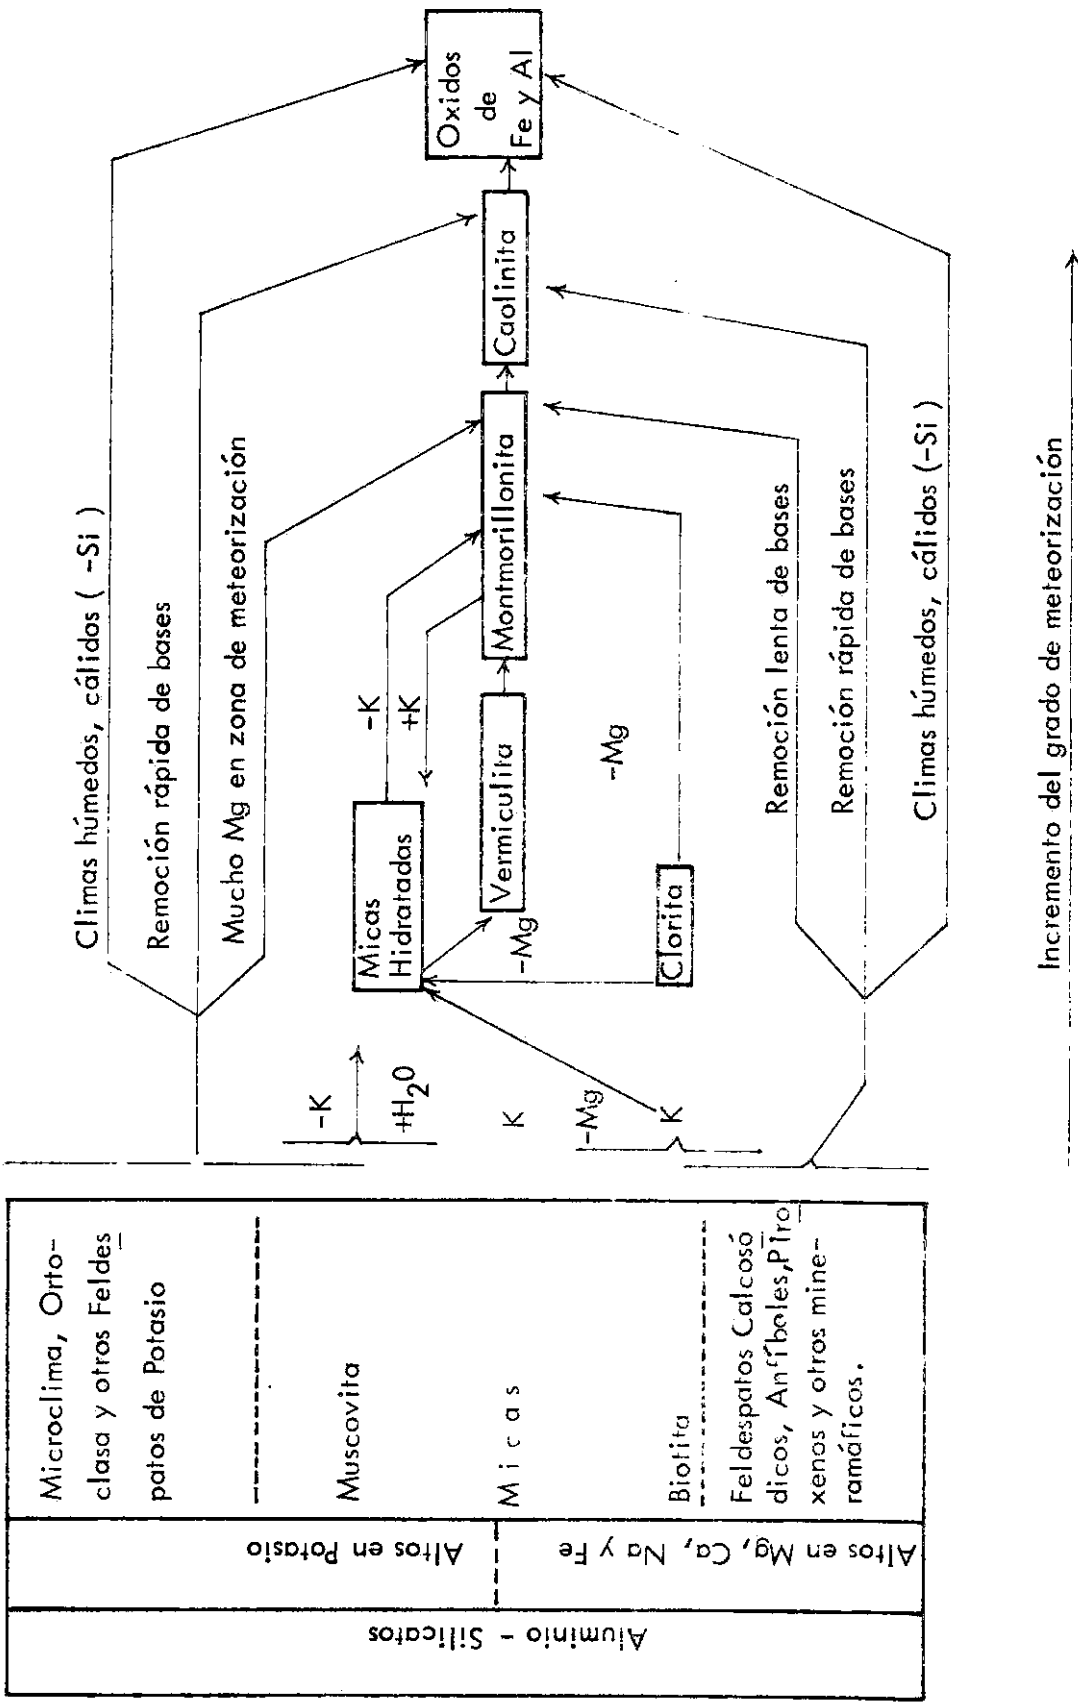 Aluminio - Silicatos
Altos en Potasio
Altos en Mg, Ca, Na y Fe
Microclima, Orto-
clasa y otros Feldes
patos de Potasio
Muscovita
Micas
Biotita
Feldespatos Calcosó
dicos, Anfíboles, Piro
xenos y otros mine-
ramáficos.
-K
+H2O
K
-Mg
K
Climas húmedos, cálidos ( -Si )
Remoción rápida de bases
Mucho Mg en zona de meteorización
Micas
Hidratadas
-K
+K
-Mg
Vermiculita
Clorita
-Mg
Montmorillonita
Caolinita
Oxidos
de
Fe y Al
Remoción lenta de bases
Remoción rápida de bases
Climas húmedos, cálidos (-Si )
Incremento del grado de meteorización